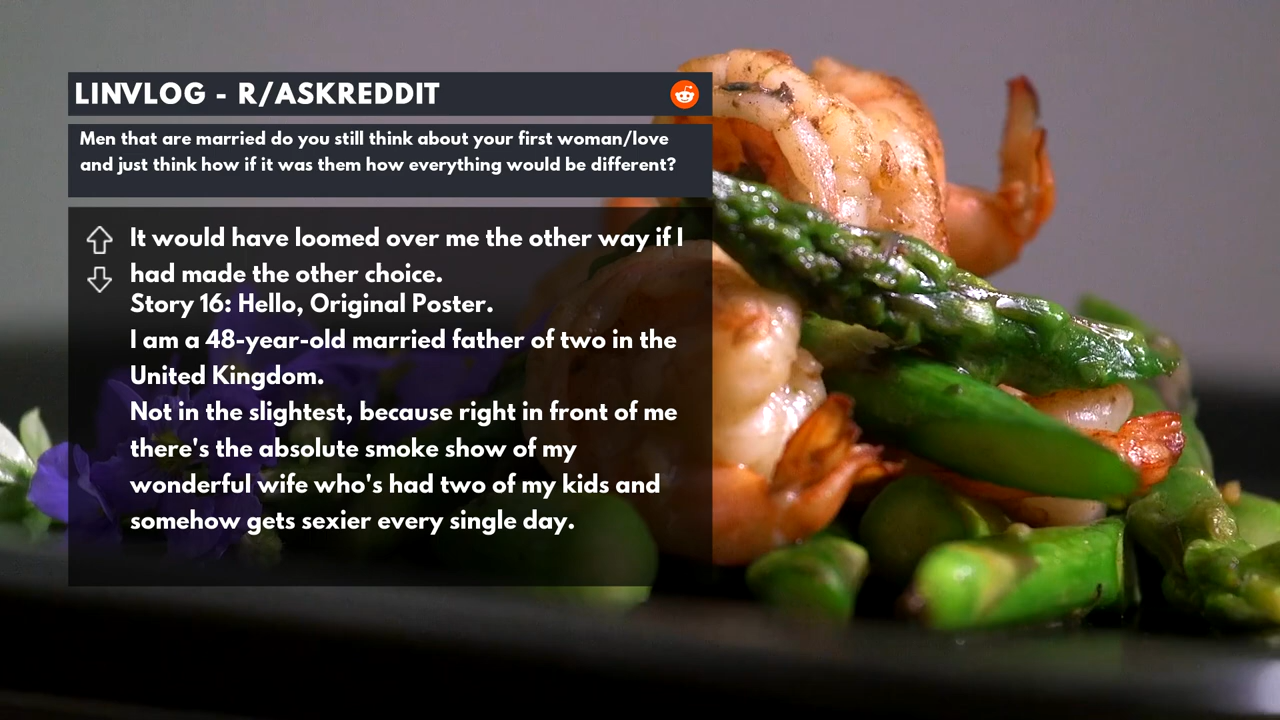 LINVLOG - R/ASKREDDIT
Men that are married do you still think about your first woman/love
and just think how if it was them how everything would be different?
It would have loomed over me the other way if I
had made the other choice.
Story 16: Hello, Original Poster.
I am a 48-year-old married father of two in the
United Kingdom.
Not in the slightest, because right in front of me
there's the absolute smoke show of my
wonderful wife who's had two of my kids and
somehow gets sexier every single day.